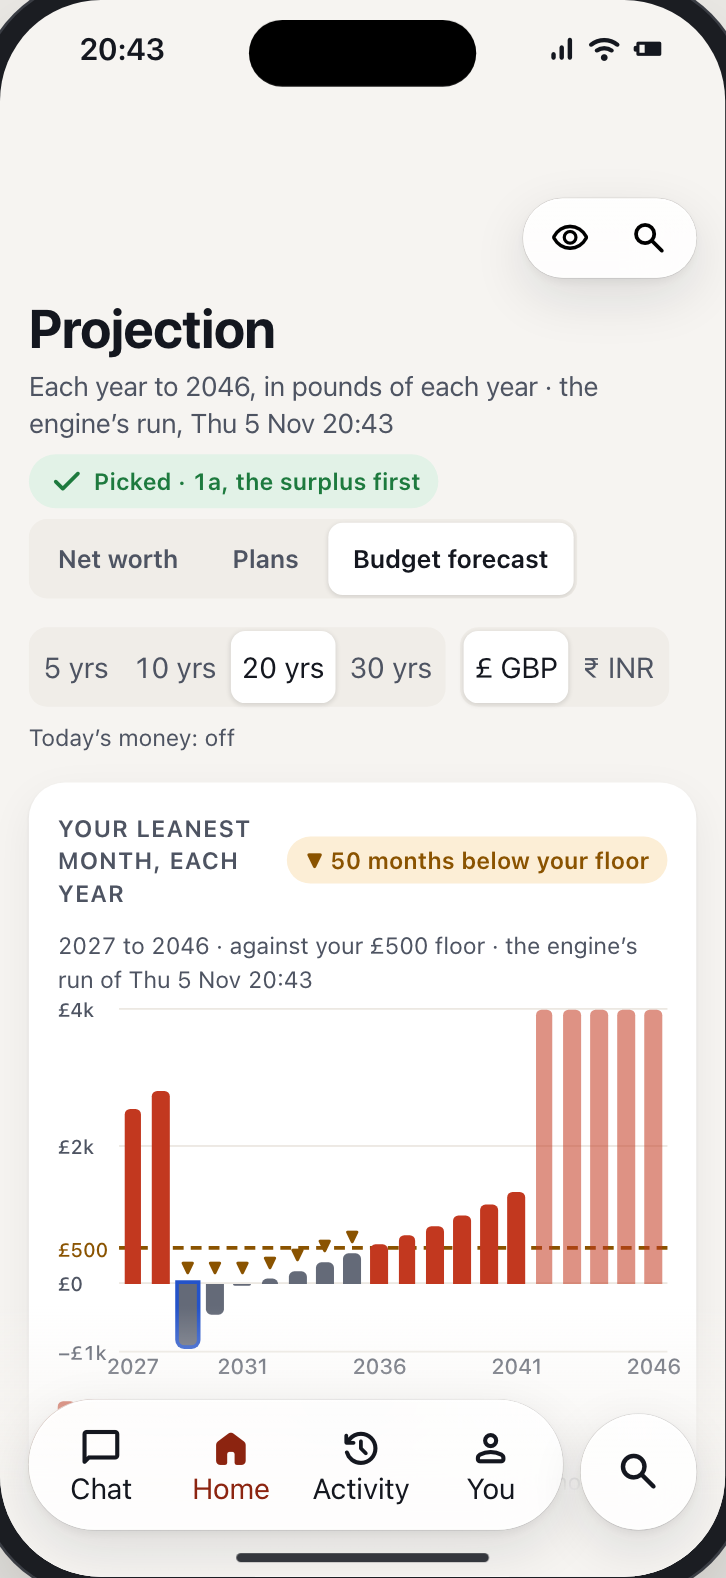 20:43
Projection
Each year to 2046, in pounds of each year · the
engine’s run, Thu 5 Nov 20:43
Picked · 1a, the surplus first
Net worth Plans Budget forecast
5 yrs 10 yrs 20 yrs 30 yrs £ GBP ₹ INR
Today’s money: off
YOUR LEANEST
MONTH, EACH
YEAR
▼ 50 months below your floor
2027 to 2046 · against your £500 floor · the engine’s
run of Thu 5 Nov 20:43
£4k
£2k
£500
£0
−£1k
2027 2031 2036 2041 2046
Chat Home Activity You